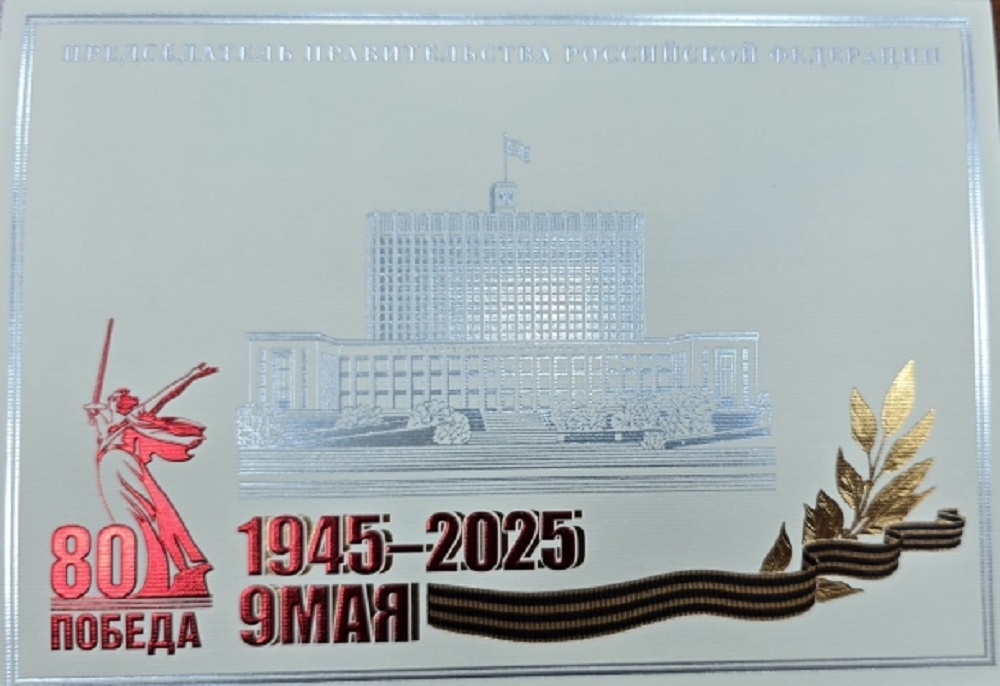 ПРЕДСЕДАТЕЛЬ ПРАВИТЕЛЬСТВА РОССИЙСКОЙ ФЕДЕРАЦИИ
80
ПОБЕДА
1945–2025
9МАЯ